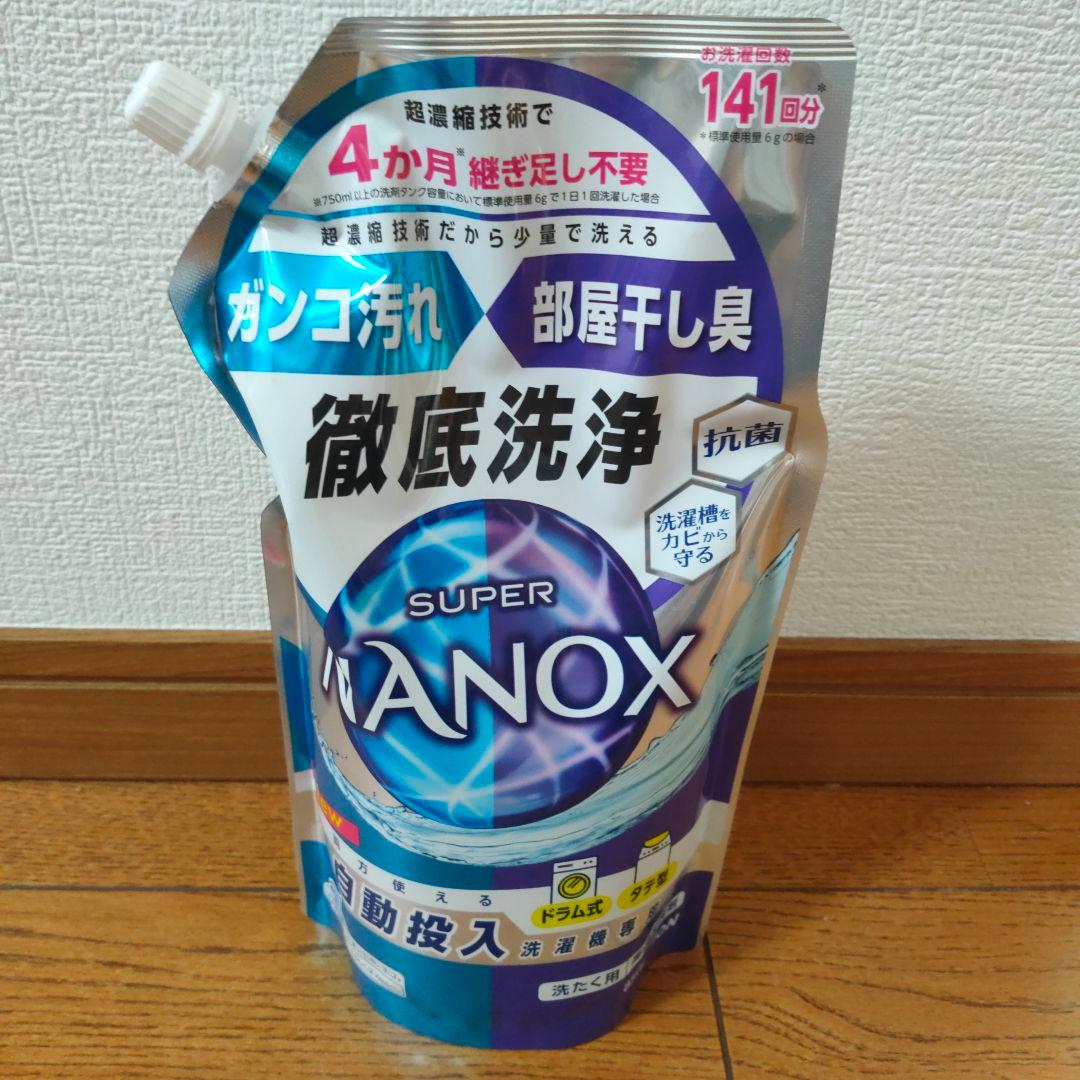 お洗濯回数
141回分*
*標準使用量6gの場合
超濃縮技術で
4か月※継ぎ足し不要
※750ml以上の洗剤タンク容量において標準使用量6gで1日1回洗濯した場合
超濃縮技術だから少量で洗える
ガンコ汚れ
部屋干し臭
徹底洗浄
抗菌
洗濯槽を
カビから
守る
SUPER
NANOX
NEW
使える
ドラム式
タテ型
自動投入
洗濯機専
洗たく用